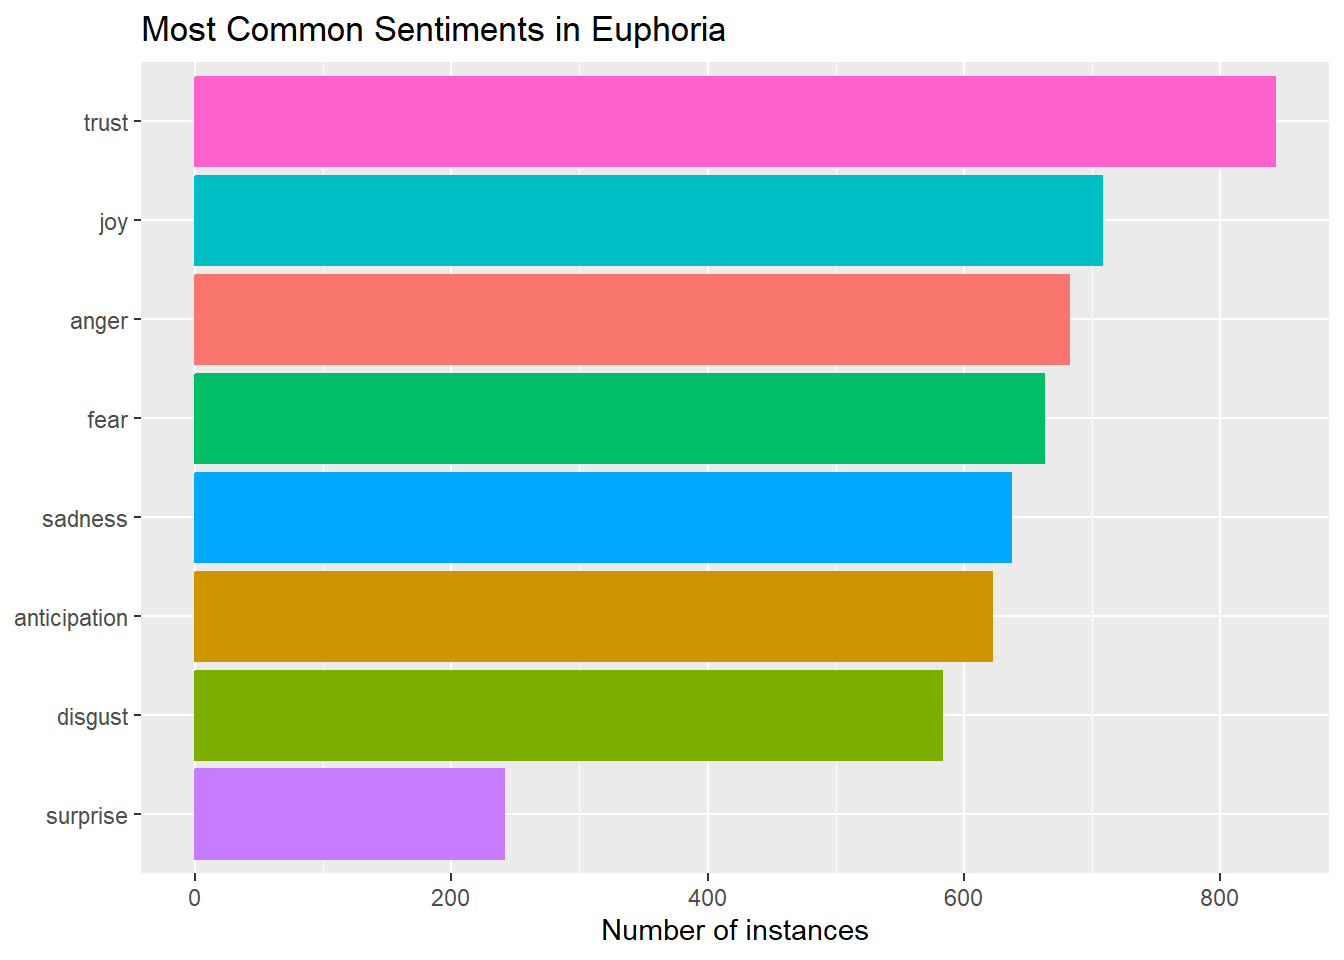 Most Common Sentiments in Euphoria
trust
joy
anger
fear
sadness
anticipation
disgust
surprise
0 200 400 600 800
Number of instances